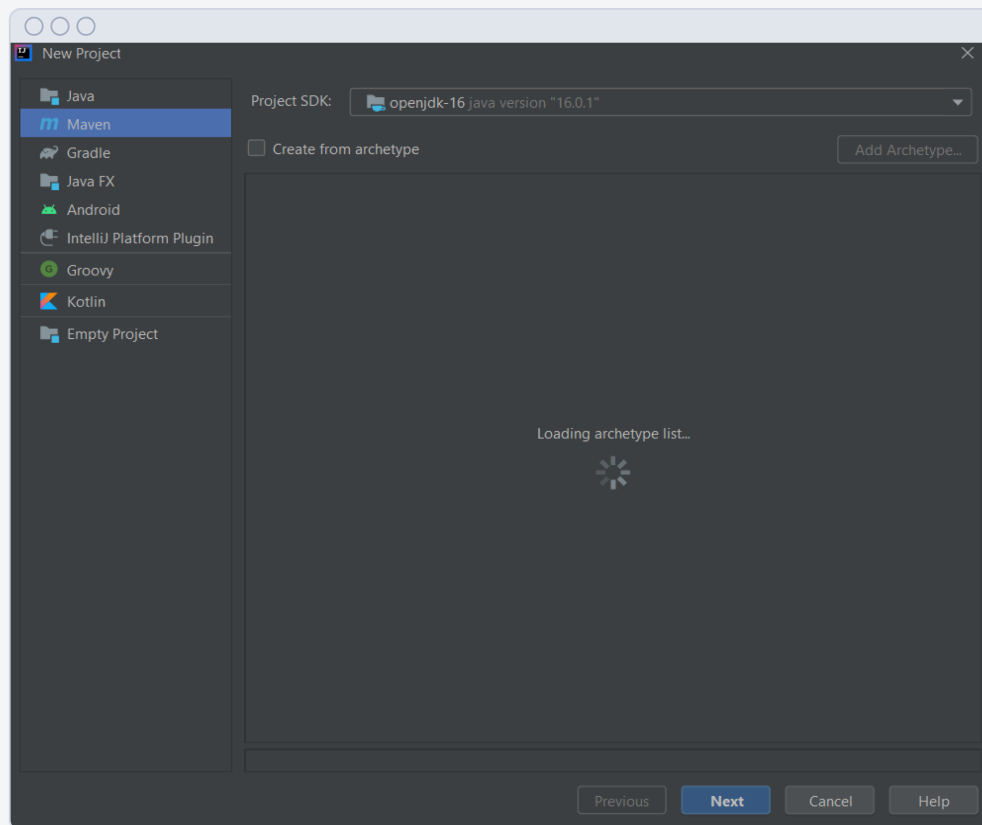 New Project
Java
Maven
Gradle
Java FX
Android
IntelliJ Platform Plugin
Groovy
Kotlin
Empty Project
Project SDK: openjdk-16 java version "16.0.1"
Create from archetype
Add Archetype...
Loading archetype list...
Previous
Next
Cancel
Help